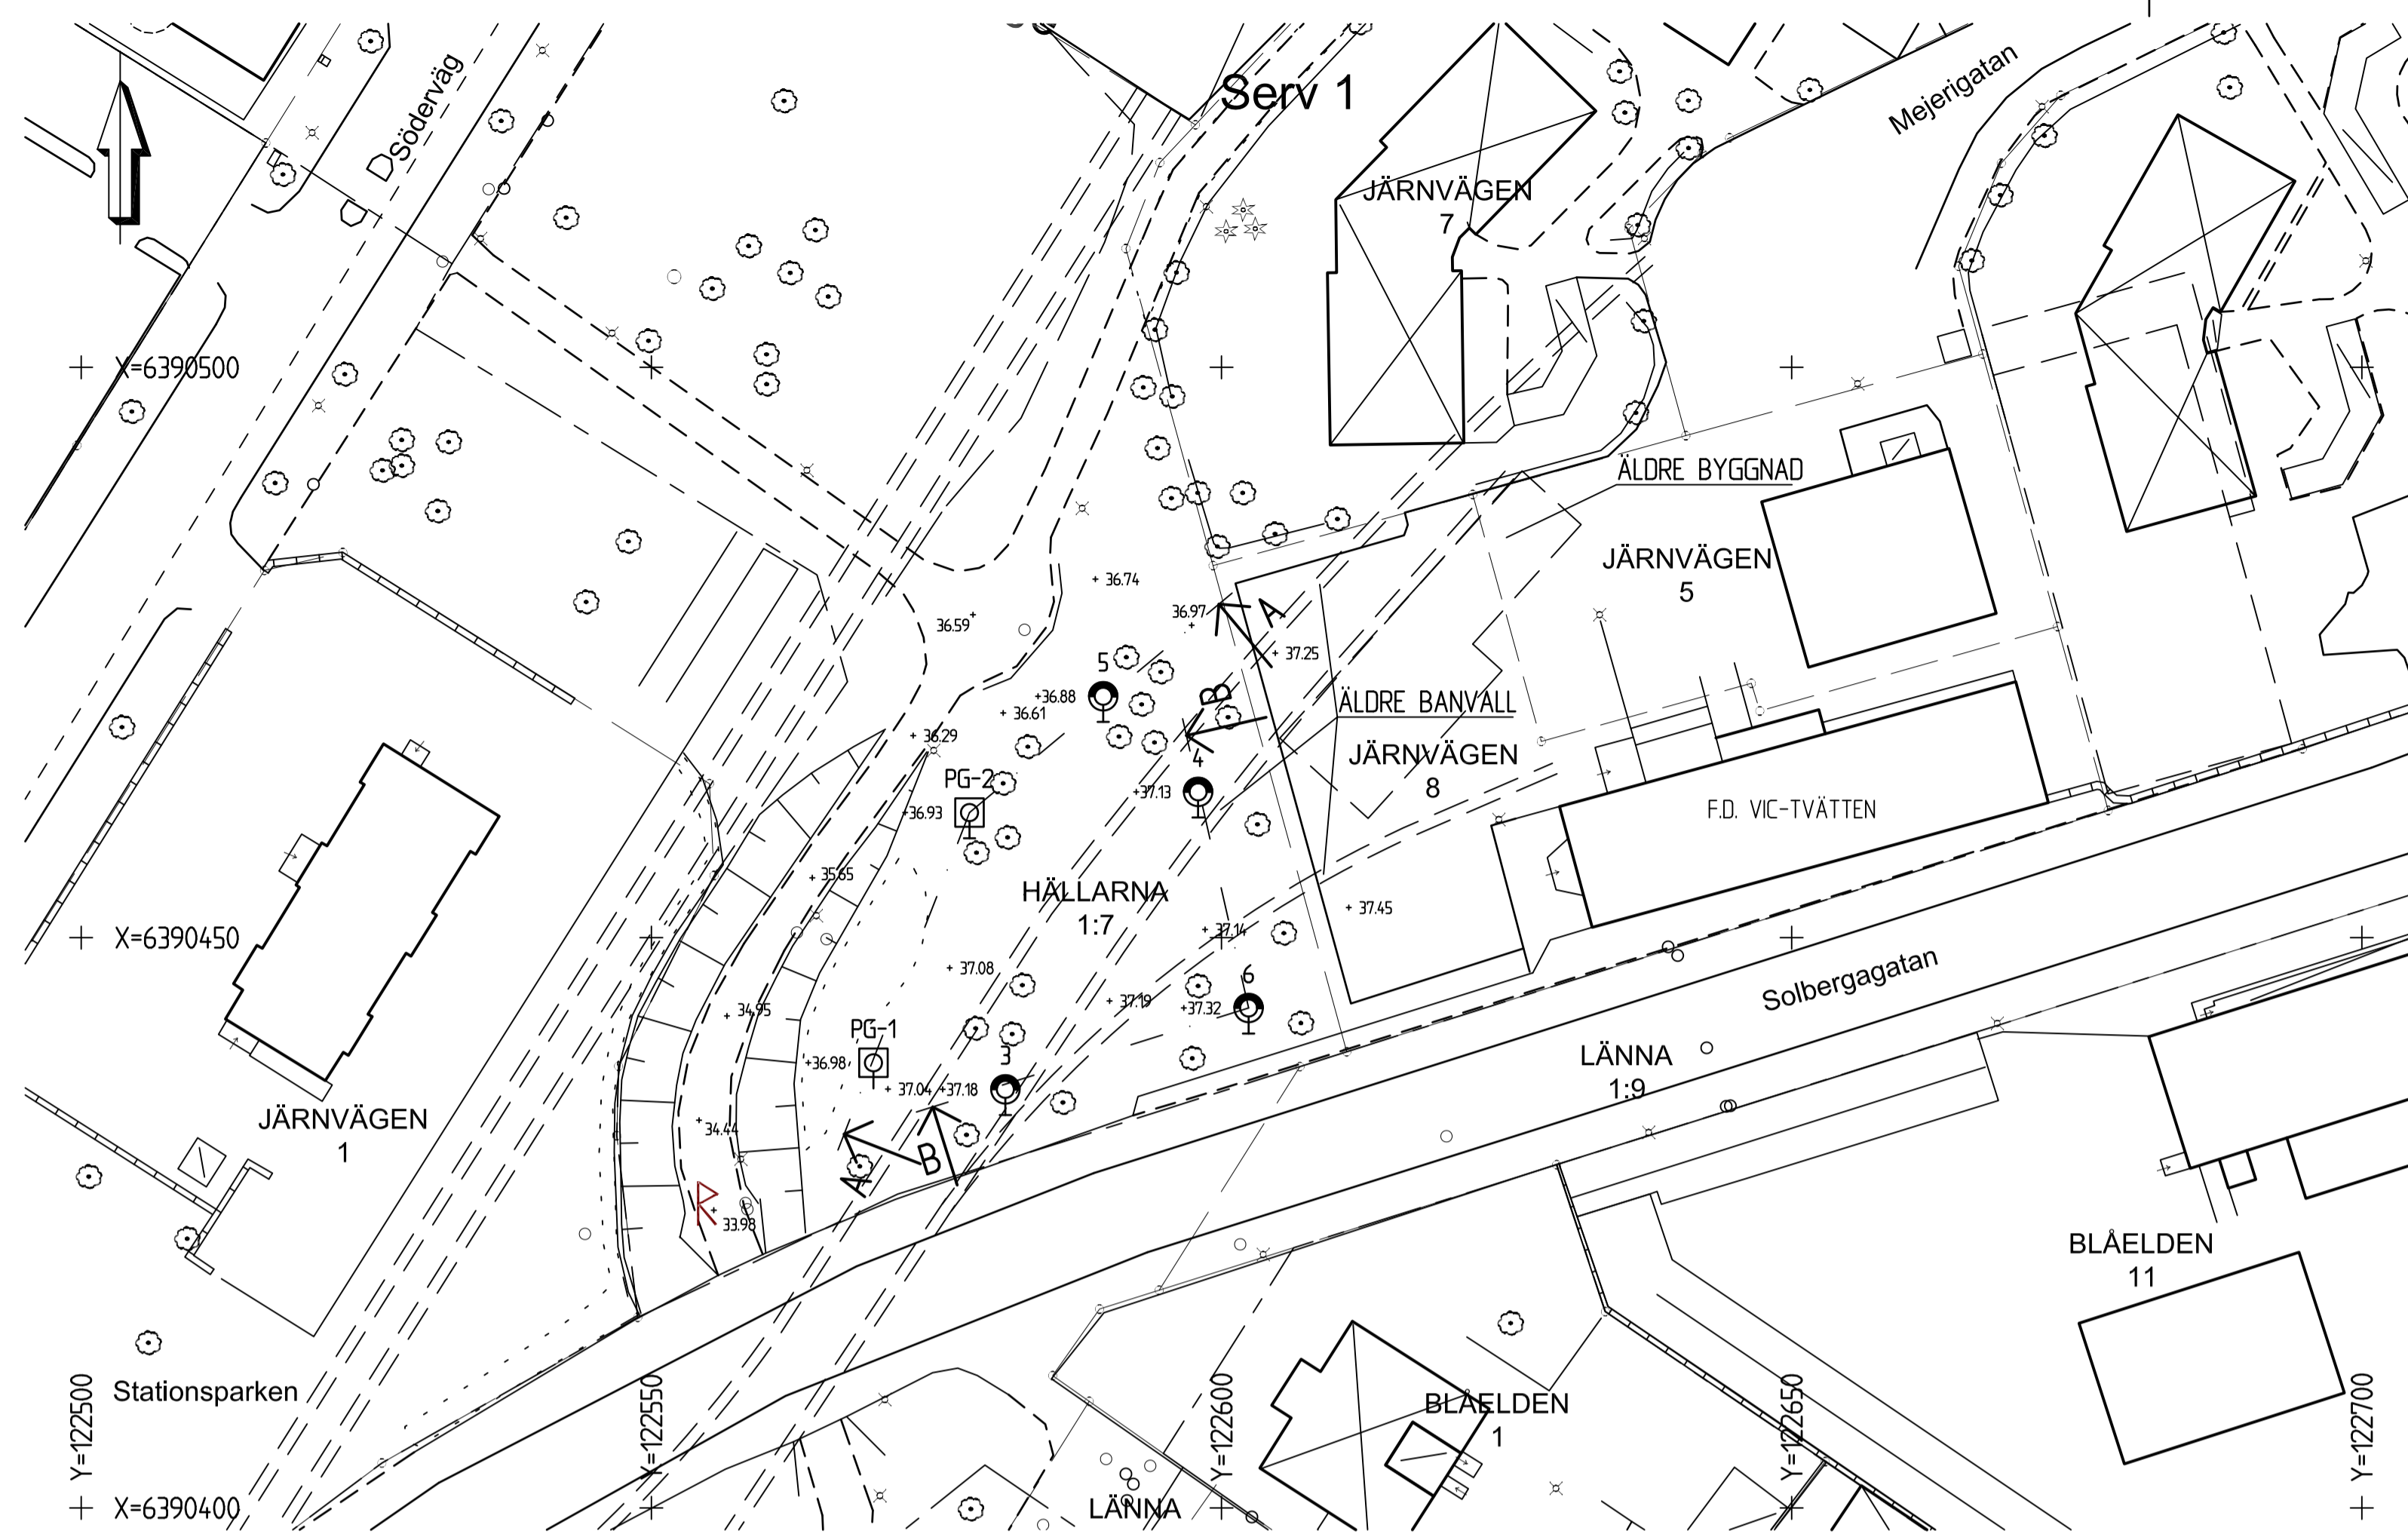 Söderväg
Serv 1
Mejerigatan
JÄRNVÄGEN
7
X=6390500
ÄLDRE BYGGNAD
JÄRNVÄGEN
5
36.74
36.59
36.97
37.25
5
36.88
36.61
A
B
ÄLDRE BANVALL
36.29
JÄRNVÄGEN
8
4
PG-2
37.13
36.93
F.D. VIC-TVÄTTEN
35.65
HÄLLARNA
1:7
37.45
37.14
X=6390450
37.08
37.19
6
37.32
Solbergagatan
34.95
PG-1
36.98
3
37.04
37.18
LÄNNA
1:9
JÄRNVÄGEN
1
34.44
B
A
R
33.98
BLÅELDEN
11
Stationsparken
BLÅELDEN
1
Y=122500
Y=122550
Y=122600
Y=122650
Y=122700
X=6390400
LÄNNA